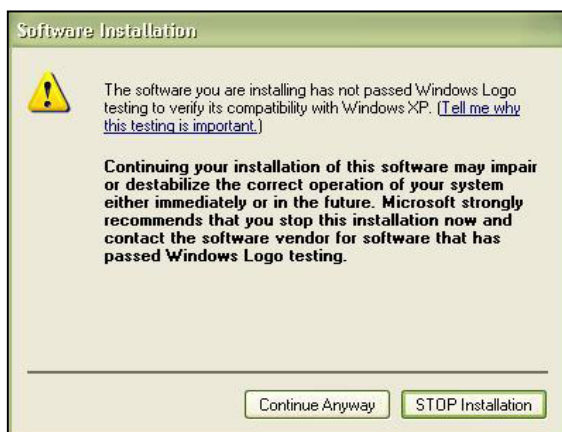 Software Installation
The software you are installing has not passed Windows Logo
testing to verify its compatibility with Windows XP. (Tell me why
this testing is important.)
Continuing your installation of this software may impair
or destabilize the correct operation of your system
either immediately or in the future. Microsoft strongly
recommends that you stop this installation now and
contact the software vendor for software that has
passed Windows Logo testing.
Continue Anyway
STOP Installation